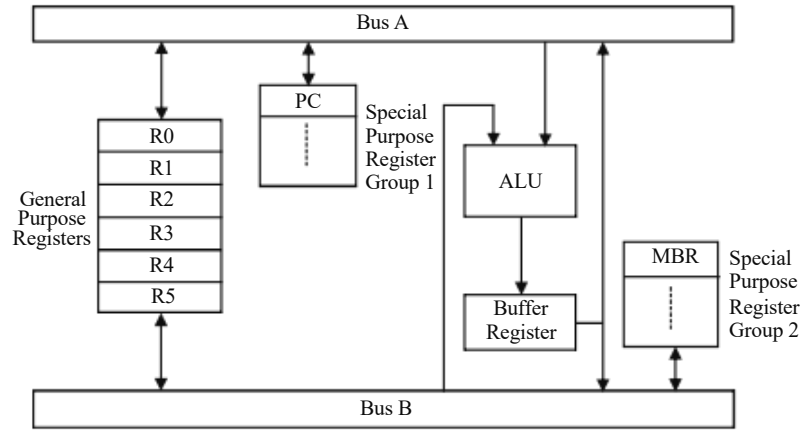 Bus A
PC
Special
Purpose
Register
Group 1
R0
R1
R2
R3
R4
R5
General
Purpose
Registers
ALU
Buffer
Register
MBR
Special
Purpose
Register
Group 2
Bus B